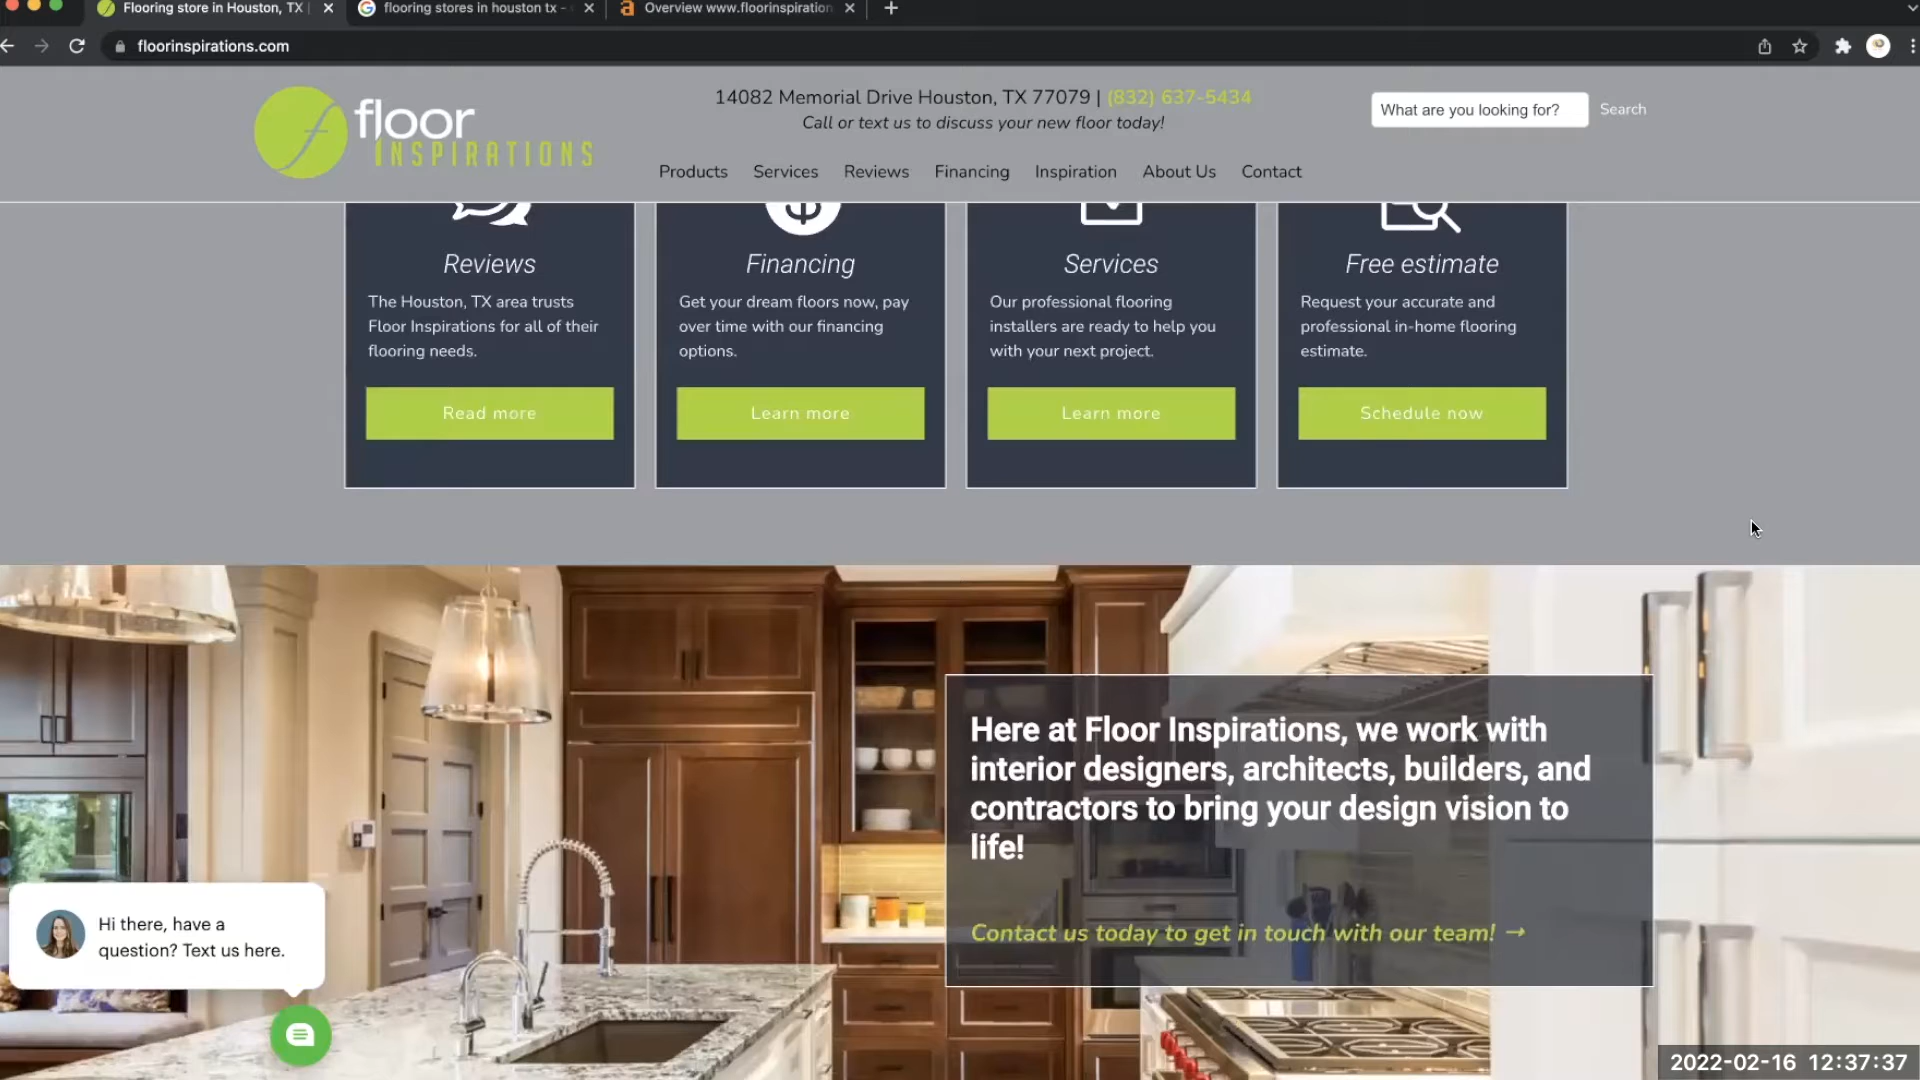 Flooring store in Houston, TX |
flooring stores in houston tx -
Overview www.floorinspiration
floorinspirations.com
floor
INSPIRATIONS
14082 Memorial Drive Houston, TX 77079 | (832) 637-5434
Call or text us to discuss your new floor today!
What are you looking for?
Search
Products
Services
Reviews
Financing
Inspiration
About Us
Contact
Reviews
The Houston, TX area trusts
Floor Inspirations for all of their
flooring needs.
Read more
Financing
Get your dream floors now, pay
over time with our financing
options.
Learn more
Services
Our professional flooring
installers are ready to help you
with your next project.
Learn more
Free estimate
Request your accurate and
professional in-home flooring
estimate.
Schedule now
Here at Floor Inspirations, we work with
interior designers, architects, builders, and
contractors to bring your design vision to
life!
Contact us today to get in touch with our team! →
Hi there, have a
question? Text us here.
2022-02-16 12:37:37